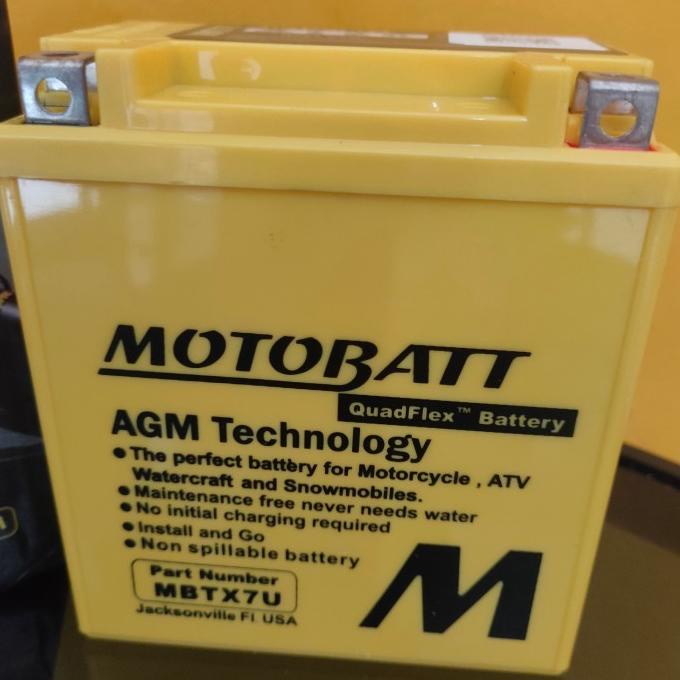 MOTOBATT
QuadFlex™ Battery
AGM Technology
• The perfect battery for Motorcycle , ATV
Watercraft and Snowmobiles.
• Maintenance free never needs water
• No initial charging required
• Install and Go
• Non spillable battery
Part Number
MBTX7U
Jacksonville Fl. USA
M